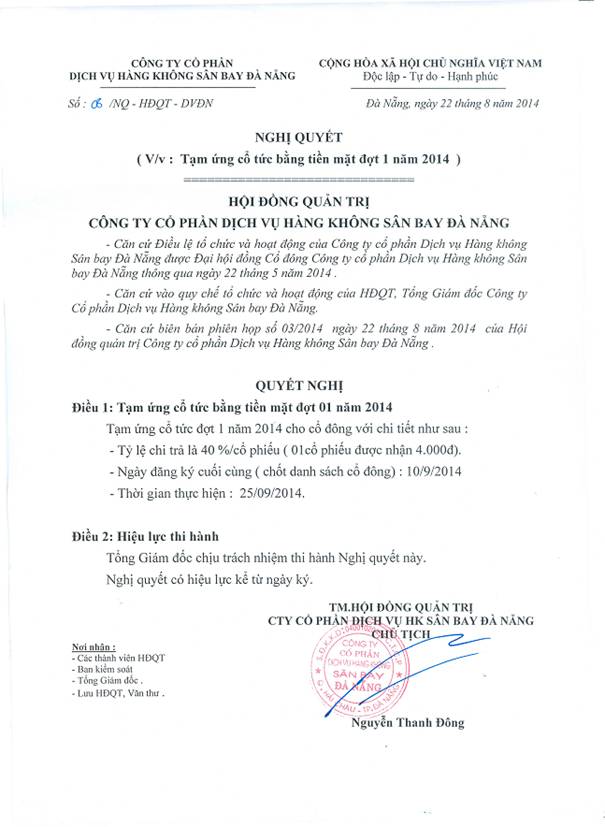 CÔNG TY CỔ PHẦN
DỊCH VỤ HÀNG KHÔNG SÂN BAY ĐÀ NẴNG
CỘNG HÒA XÃ HỘI CHỦ NGHĨA VIỆT NAM
Độc lập - Tự do - Hạnh phúc
Số : /NQ - HĐQT - DVĐN
Đà Nẵng, ngày 22 tháng 8 năm 2014
NGHỊ QUYẾT
( V/v : Tạm ứng cổ tức bằng tiền mặt đợt 1 năm 2014 )
HỘI ĐỒNG QUẢN TRỊ
CÔNG TY CỔ PHẦN DỊCH VỤ HÀNG KHÔNG SÂN BAY ĐÀ NẴNG
- Căn cứ Điều lệ tổ chức và hoạt động của Công ty cổ phần Dịch vụ Hàng không
Sân bay Đà Nẵng được Đại hội đồng Cổ đông Công ty cổ phần Dịch vụ Hàng không Sân
bay Đà Nẵng thông qua ngày 22 tháng 5 năm 2014 .
- Căn cứ vào quy chế tổ chức và hoạt động của HĐQT, Tổng Giám đốc Công ty
Cổ phần Dịch vụ Hàng không Sân bay Đà Nẵng.
- Căn cứ biên bản phiên họp số 03/2014 ngày 22 tháng 8 năm 2014 của Hội
đồng quản trị Công ty cổ phần Dịch vụ Hàng không Sân bay Đà Nẵng .
QUYẾT NGHỊ
Điều 1: Tạm ứng cổ tức bằng tiền mặt đợt 01 năm 2014
Tạm ứng cổ tức đợt 1 năm 2014 cho cổ đông với chi tiết như sau :
- Tỷ lệ chi trả là 40 %/cổ phiếu ( 01cổ phiếu được nhận 4.000đ).
- Ngày đăng ký cuối cùng ( chốt danh sách cổ đông) : 10/9/2014
- Thời gian thực hiện : 25/09/2014.
Điều 2: Hiệu lực thi hành
Tổng Giám đốc chịu trách nhiệm thi hành Nghị quyết này.
Nghị quyết có hiệu lực kể từ ngày ký.
TM.HỘI ĐỒNG QUẢN TRỊ
CTY CỔ PHẦN DỊCH VỤ HK SÂN BAY ĐÀ NẴNG
CHỦ TỊCH
CÔNG TY
CỔ PHẦN
DỊCH VỤ HÀNG KHÔNG
SÂN BAY
ĐÀ NẴNG
Q. HẢI CHÂU - TP. ĐÀ NẴNG
Nơi nhận :
- Các thành viên HĐQT
- Ban kiểm soát
- Tổng Giám đốc .
- Lưu HĐQT, Văn thư .
Nguyễn Thanh Đông